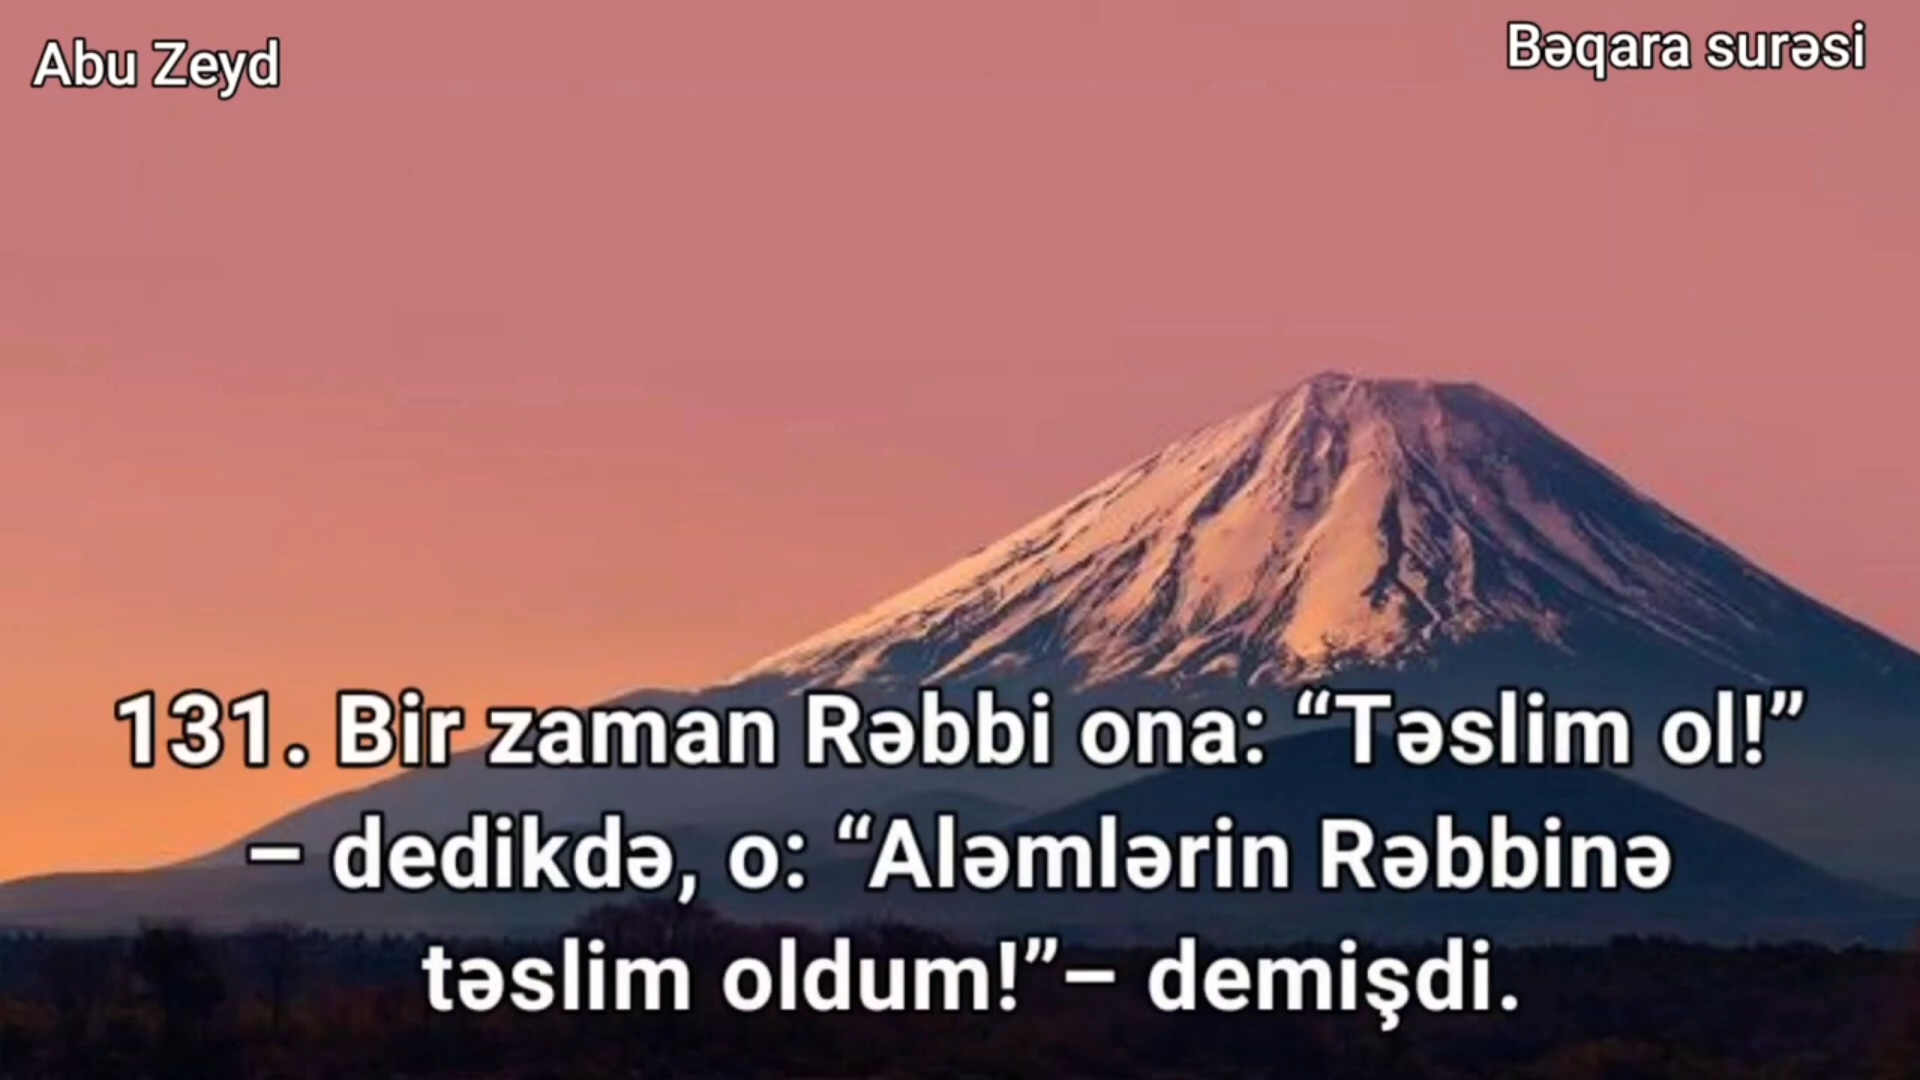 Abu Zeyd
Bəqara surəsi
131. Bir zaman Rəbbi ona: “Təslim ol!”
– dedikdə, o: “Aləmlərin Rəbbinə
təslim oldum!”– demişdi.